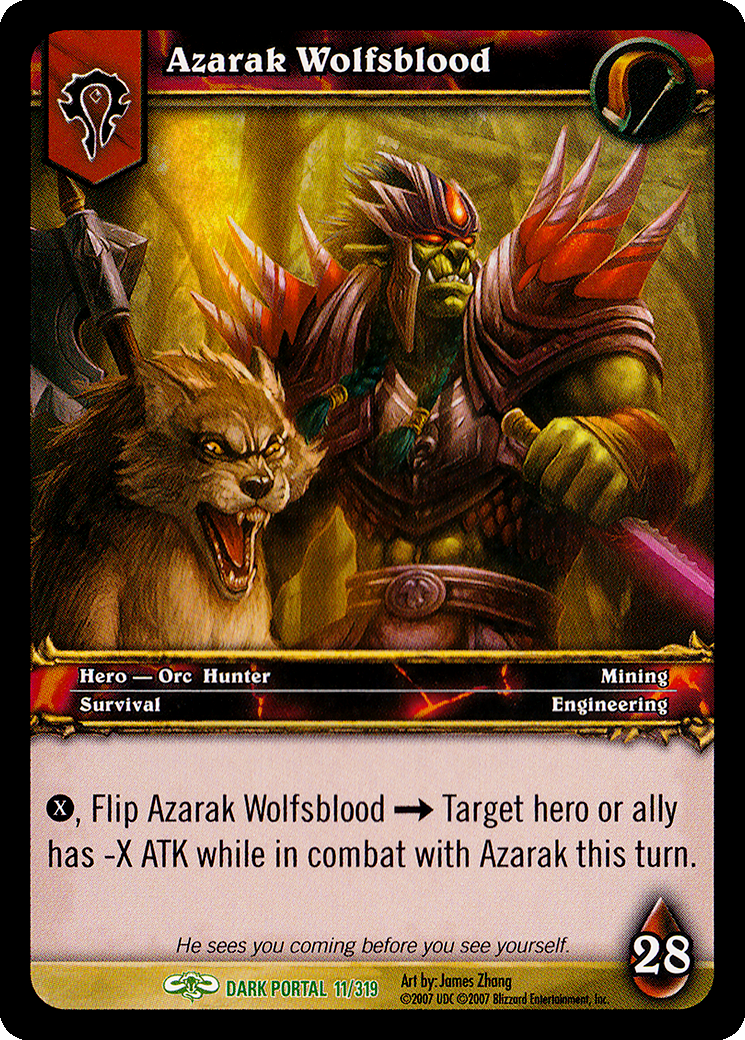 Azarak Wolfsblood
Hero — Orc Hunter
Mining
Survival
Engineering
X, Flip Azarak Wolfsblood → Target hero or ally
has -X ATK while in combat with Azarak this turn.
He sees you coming before you see yourself.
28
DARK PORTAL 11/319
Art by: James Zhang
©2007 UDC ©2007 Blizzard Entertainment, Inc.